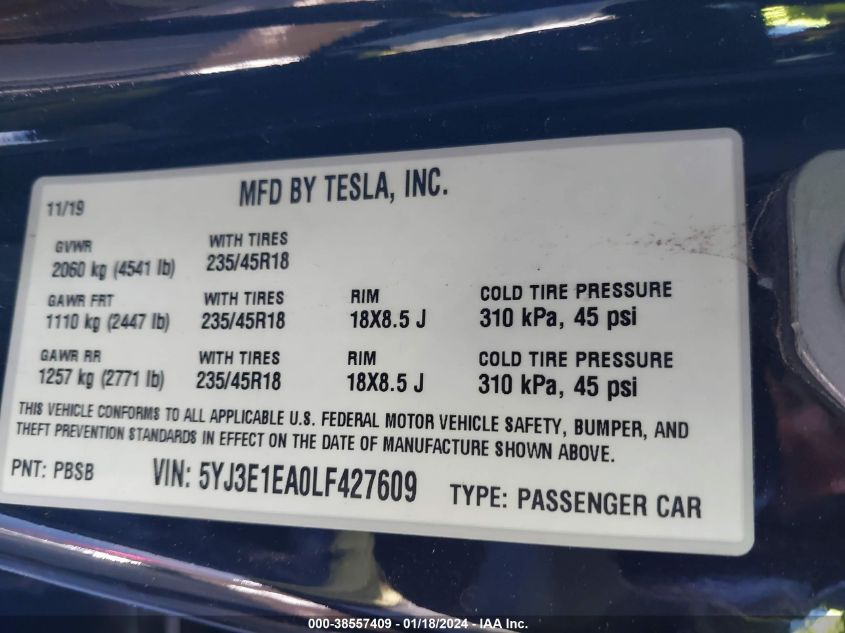 MFD BY TESLA, INC.
11/19
GVWR WITH TIRES
2060 kg (4541 lb) 235/45R18
GAWR FRT WITH TIRES RIM COLD TIRE PRESSURE
1110 kg (2447 lb) 235/45R18 18X8.5 J 310 kPa, 45 psi
GAWR RR WITH TIRES RIM COLD TIRE PRESSURE
1257 kg (2771 lb) 235/45R18 18X8.5 J 310 kPa, 45 psi
THIS VEHICLE CONFORMS TO ALL APPLICABLE U.S. FEDERAL MOTOR VEHICLE SAFETY, BUMPER, AND
THEFT PREVENTION STANDARDS IN EFFECT ON THE DATE OF MANUFACTURE SHOWN ABOVE.
PNT: PBSB VIN: 5YJ3E1EA0LF427609 TYPE: PASSENGER CAR
000-38557409 - 01/18/2024 - IAA Inc.